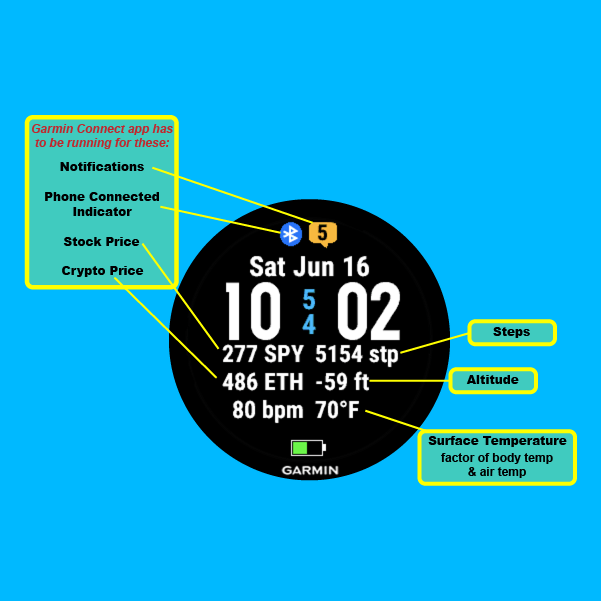 Garmin Connect app has
to be running for these:
Notifications
Phone Connected
Indicator
Stock Price
Crypto Price
5
Sat Jun 16
10 54 02
277 SPY 5154 stp
486 ETH -59 ft
80 bpm 70°F
GARMIN
Steps
Altitude
Surface Temperature
factor of body temp
& air temp